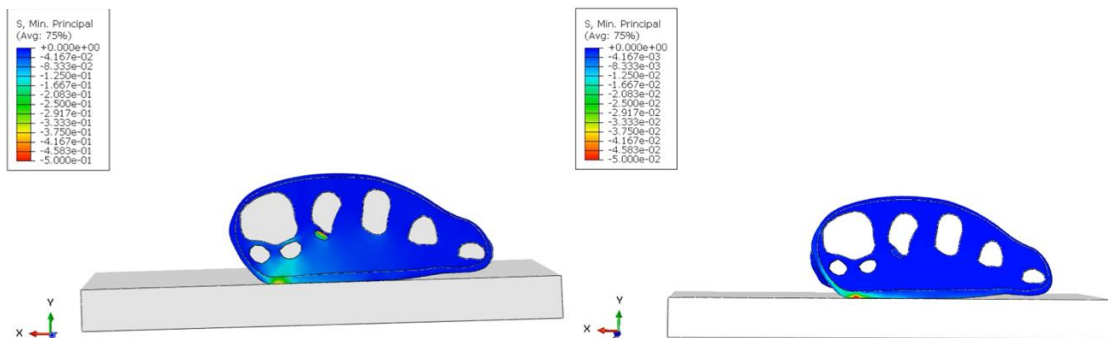 S, Min. Principal
(Avg: 75%)
+0.000e+00
-4.167e-02
-8.333e-02
-1.250e-01
-1.667e-01
-2.083e-01
-2.500e-01
-2.917e-01
-3.333e-01
-3.750e-01
-4.167e-01
-4.583e-01
-5.000e-01
Y
X
S, Min. Principal
(Avg: 75%)
+0.000e+00
-4.167e-03
-8.333e-03
-1.250e-02
-1.667e-02
-2.083e-02
-2.500e-02
-2.917e-02
-3.333e-02
-3.750e-02
-4.167e-02
-4.583e-02
-5.000e-02
Y
X